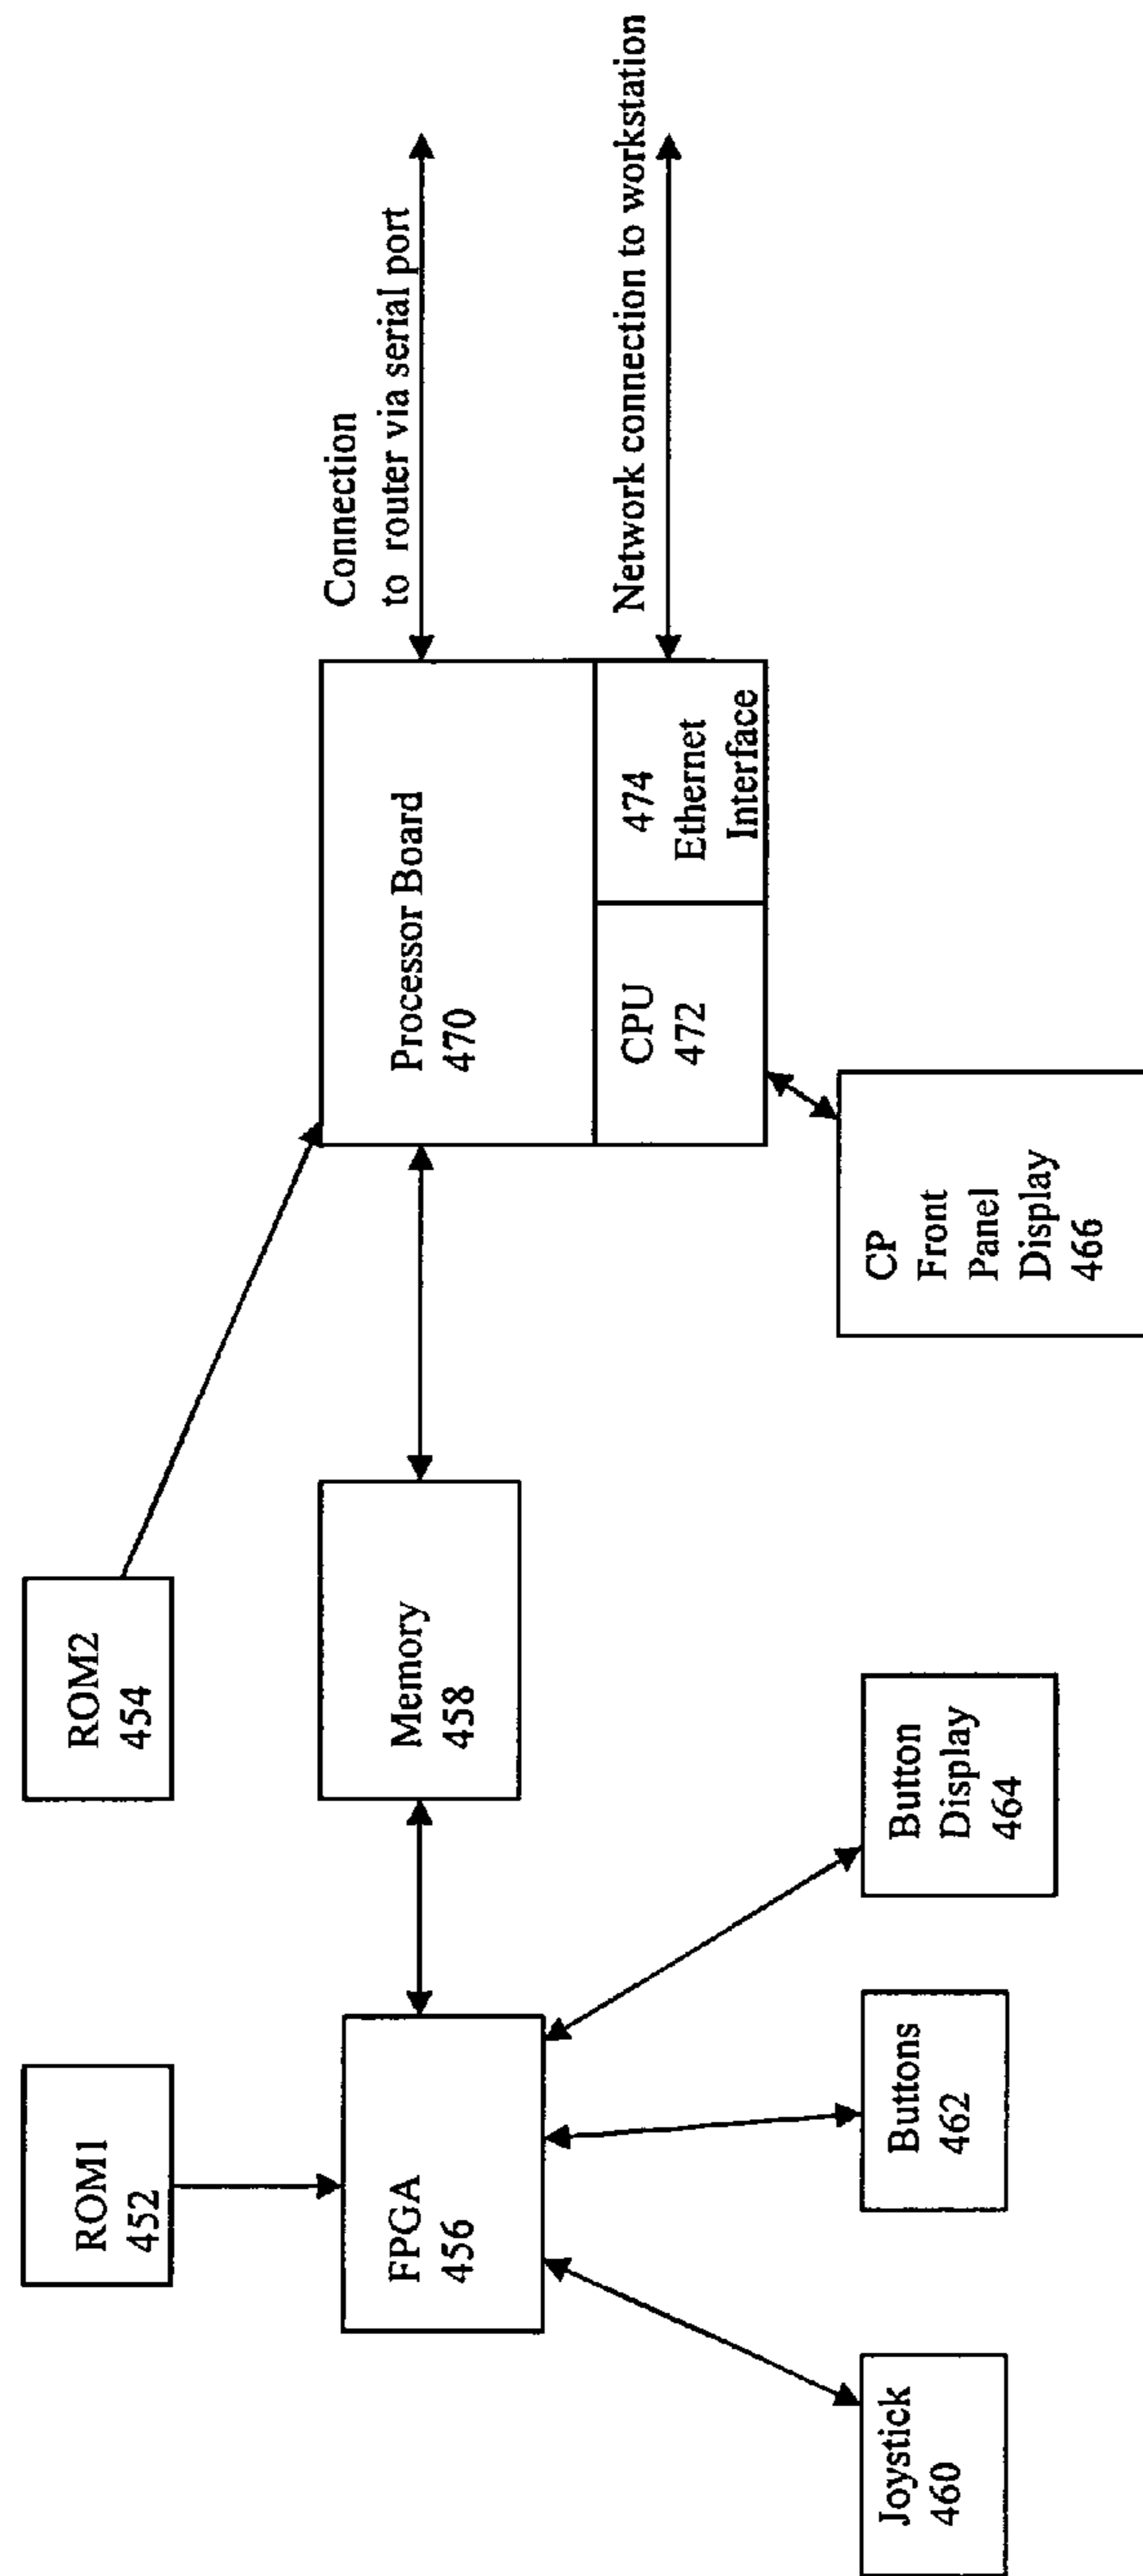 ROM1
452
ROM2
454
FPGA
456
Memory
458
Processor Board
470
CPU
472
474
Ethernet
Interface
Connection
to router via serial port
Network connection to workstation
Joystick
460
Buttons
462
Button
Display
464
CP
Front
Panel
Display
466